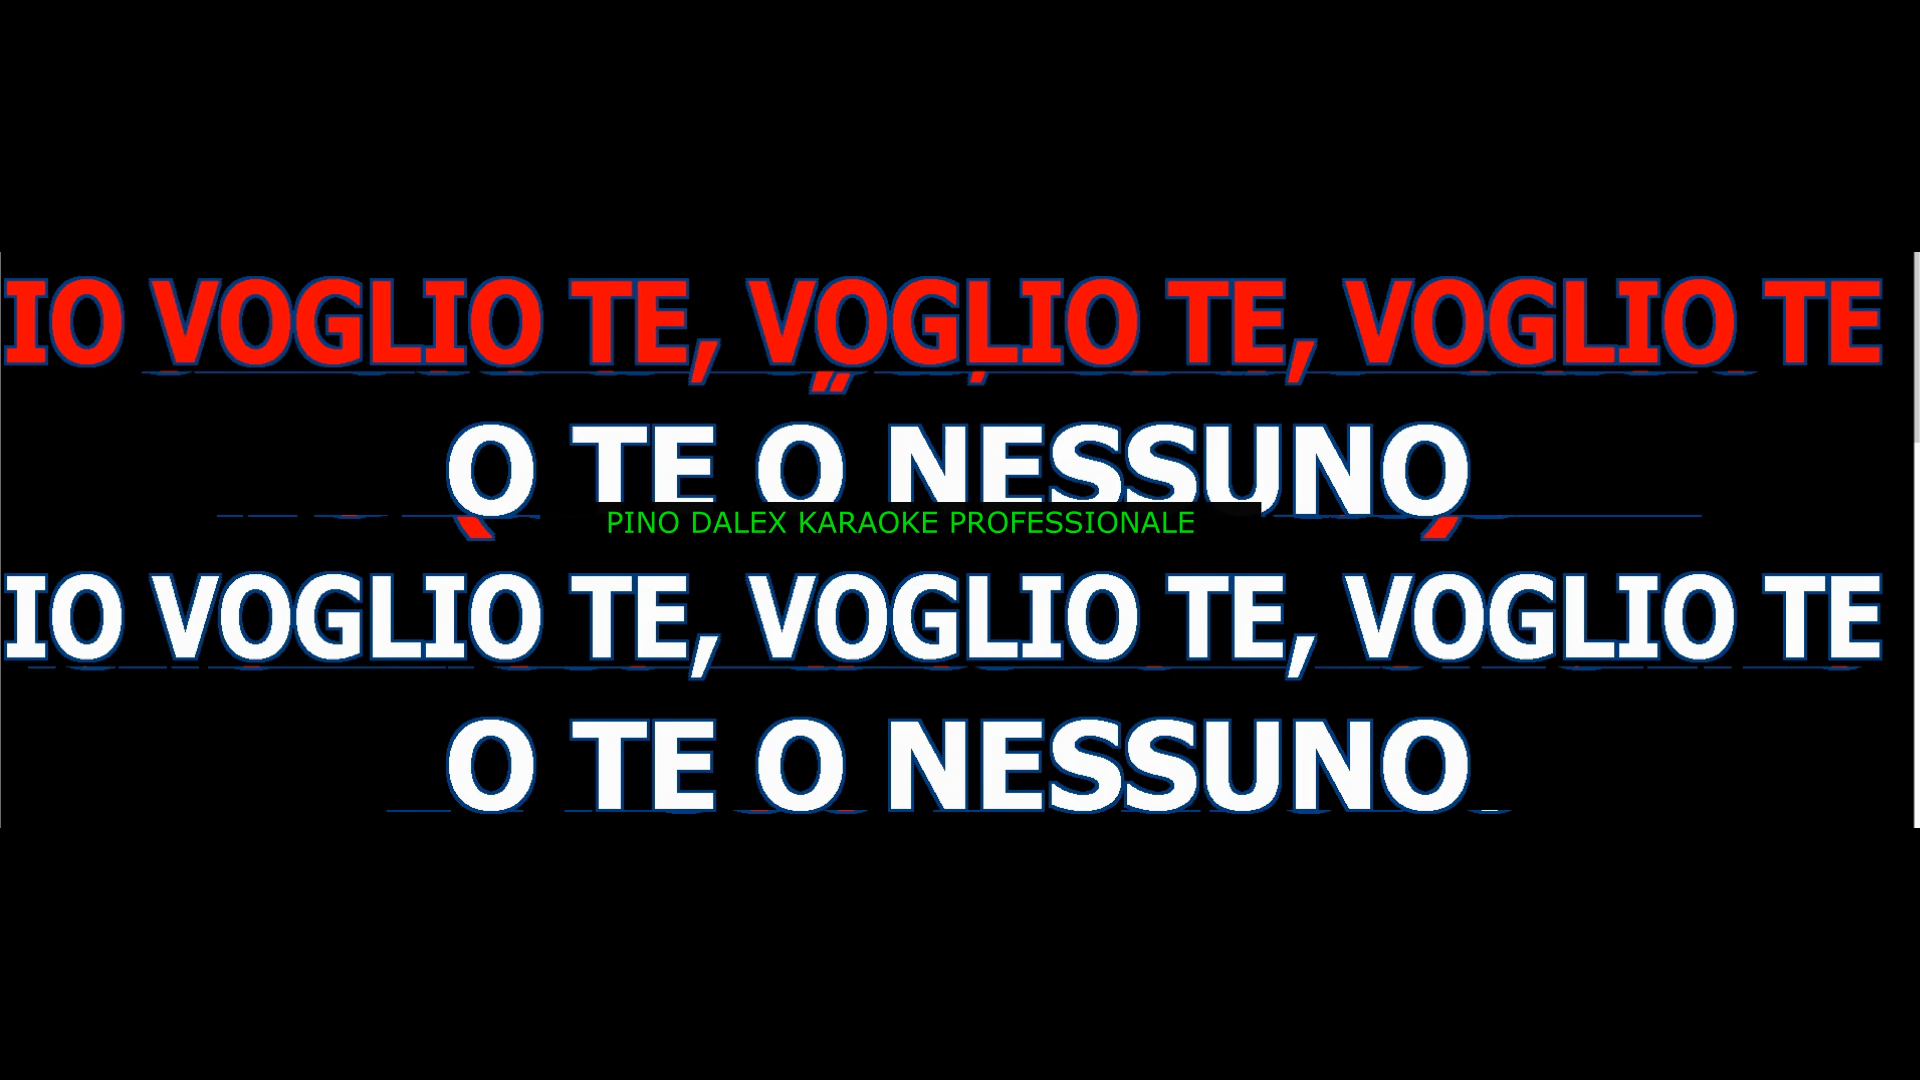 IO VOGLIO TE, VOGLIO TE, VOGLIO TE
O TE O NESSUNO
PINO DALEX KARAOKE PROFESSIONALE
IO VOGLIO TE, VOGLIO TE, VOGLIO TE
O TE O NESSUNO